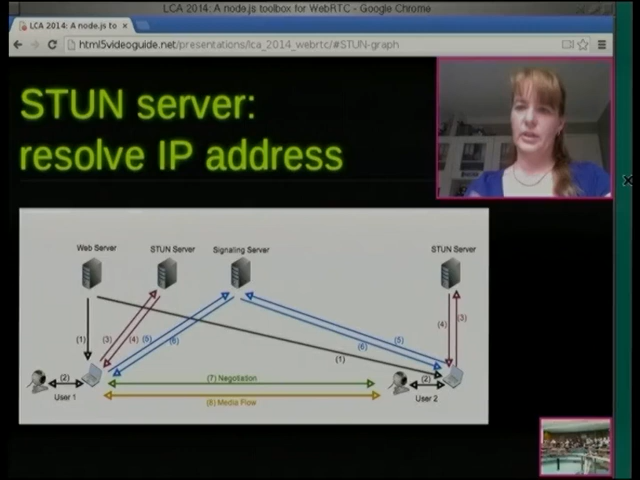 LCA 2014: A node.js toolbox for WebRTC - Google Chrome
LCA 2014: A node.js to
html5videoguide.net/presentations/lca_2014_webrtc/#STUN-graph
STUN server:
resolve IP address
Web Server
STUN Server
Signaling Server
STUN Server
(1)
(3)
(4)
(5)
(6)
(6)
(5)
(4)
(3)
(1)
(2)
User 1
(7) Negotiation
(8) Media Flow
(2)
User 2